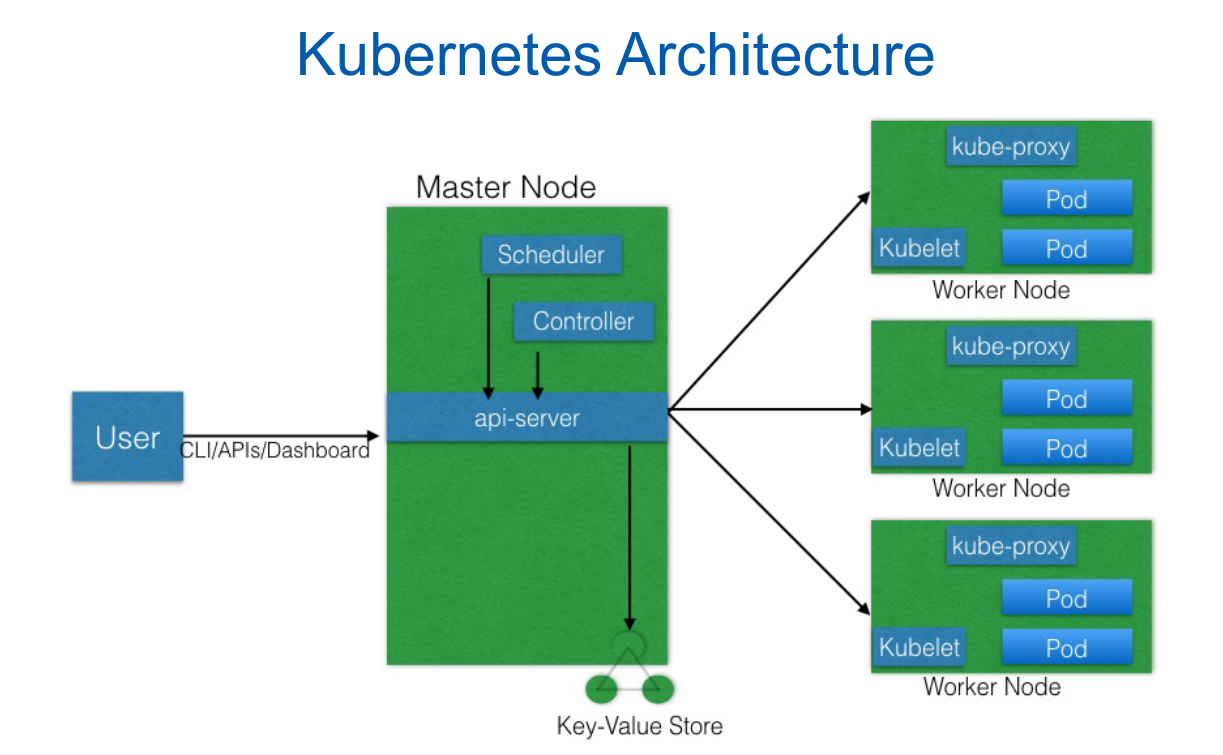 Kubernetes Architecture
Master Node
Scheduler
Controller
api-server
User
CLI/APIs/Dashboard
Key-Value Store
kube-proxy
Pod
Kubelet
Pod
Worker Node
kube-proxy
Pod
Kubelet
Pod
Worker Node
kube-proxy
Pod
Kubelet
Pod
Worker Node